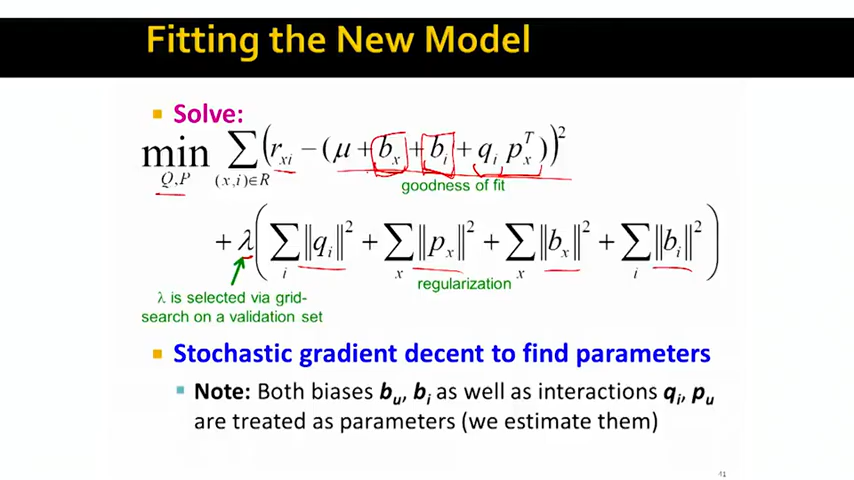 Fitting the New Model
Solve:
min Σ (r_xi − (μ + b_x + b_i + q_i p_x^T))^2
Q,P (x,i)∈R
goodness of fit
+ λ(Σ_i ||q_i||^2 + Σ_x ||p_x||^2 + Σ_x ||b_x||^2 + Σ_i ||b_i||^2)
regularization
λ is selected via grid-
search on a validation set
Stochastic gradient decent to find parameters
Note: Both biases b_u, b_i as well as interactions q_i, p_u
are treated as parameters (we estimate them)
41